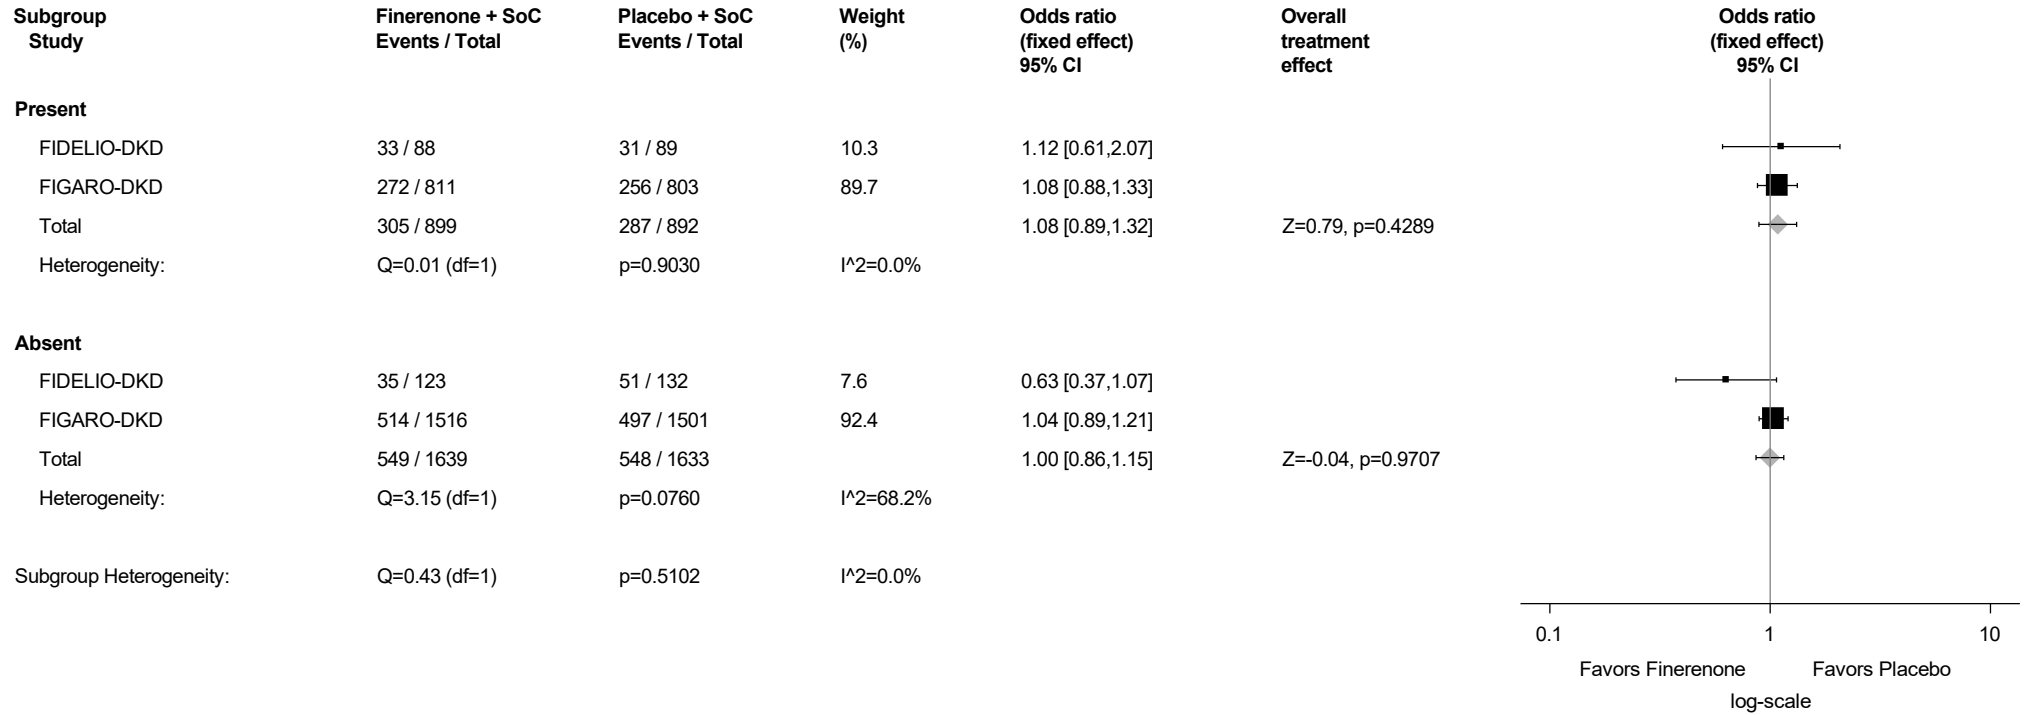 Subgroup Finerenone + SoC Placebo + SoC Weight Odds ratio Overall Odds ratio
Study Events / Total Events / Total (%) (fixed effect) treatment (fixed effect)
95% CI effect 95% CI
Present
FIDELIO-DKD 33 / 88 31 / 89 10.3 1.12 [0.61,2.07]
FIGARO-DKD 272 / 811 256 / 803 89.7 1.08 [0.88,1.33]
Total 305 / 899 287 / 892 1.08 [0.89,1.32] Z=0.79, p=0.4289
Heterogeneity: Q=0.01 (df=1) p=0.9030 I^2=0.0%
Absent
FIDELIO-DKD 35 / 123 51 / 132 7.6 0.63 [0.37,1.07]
FIGARO-DKD 514 / 1516 497 / 1501 92.4 1.04 [0.89,1.21]
Total 549 / 1639 548 / 1633 1.00 [0.86,1.15] Z=-0.04, p=0.9707
Heterogeneity: Q=3.15 (df=1) p=0.0760 I^2=68.2%
Subgroup Heterogeneity: Q=0.43 (df=1) p=0.5102 I^2=0.0%
0.1 1 10
Favors Finerenone Favors Placebo
log-scale